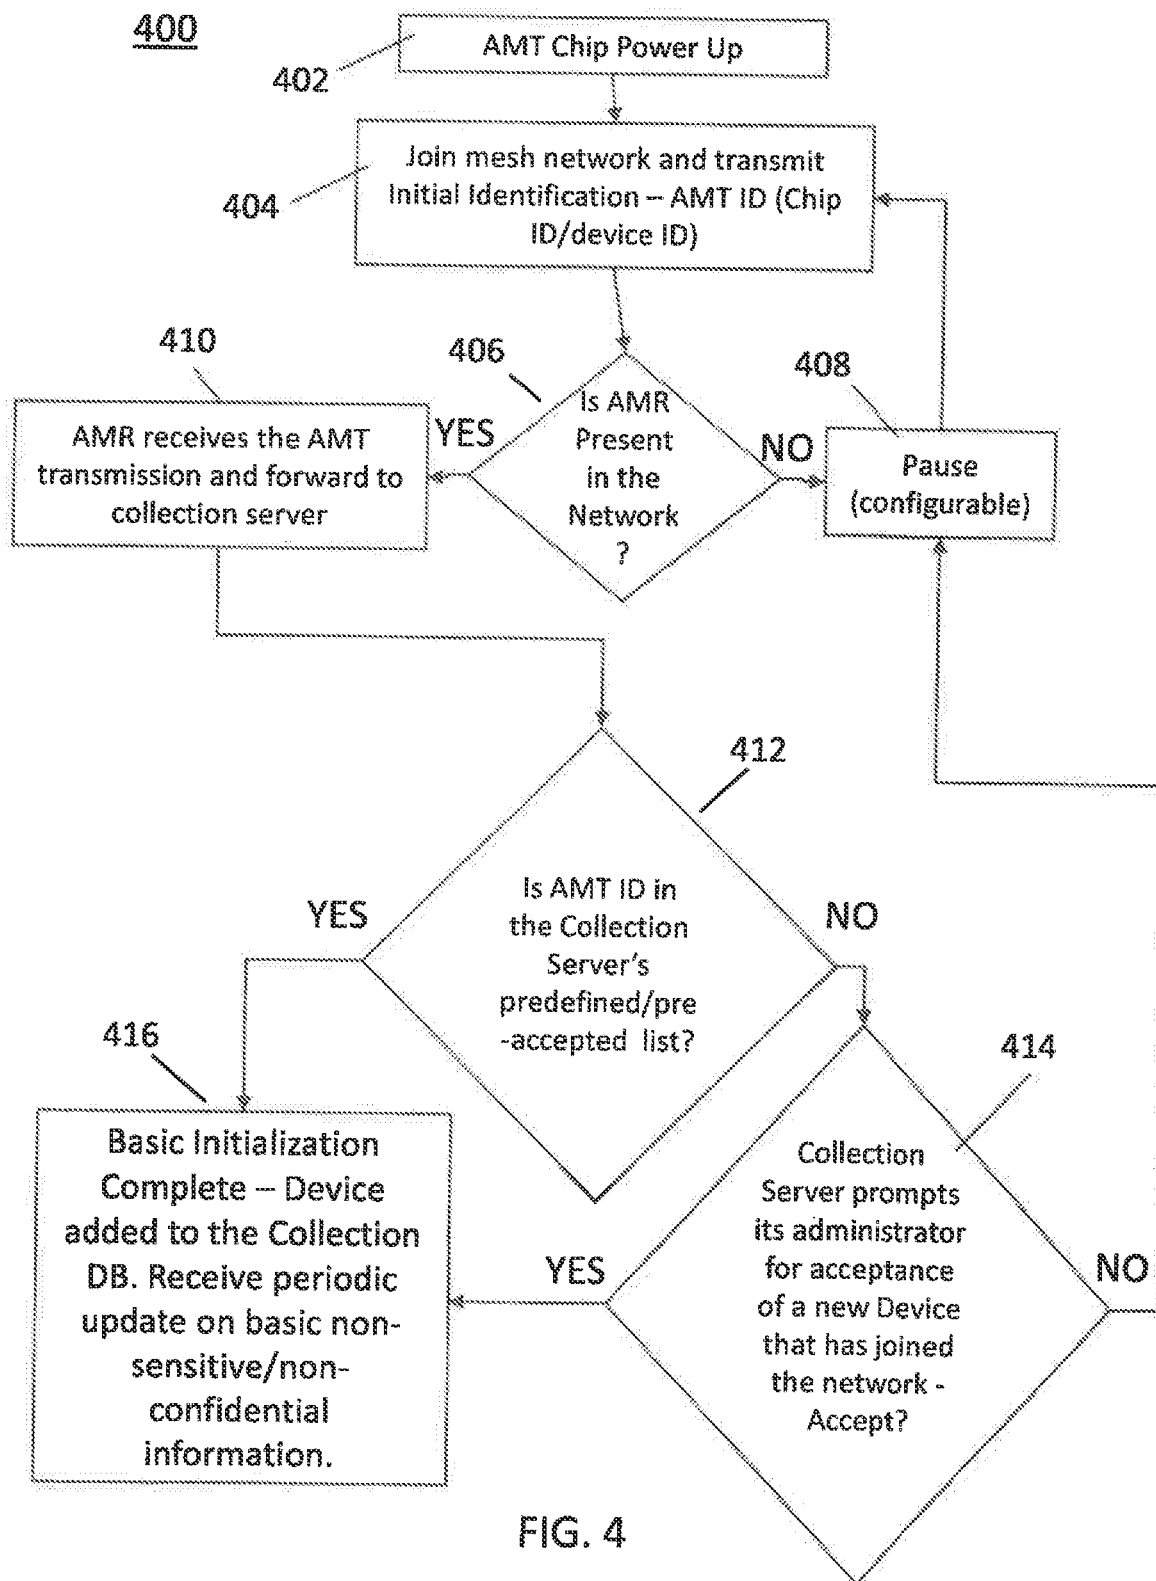 400
AMT Chip Power Up
402
Join mesh network and transmit
Initial Identification – AMT ID (Chip
ID/device ID)
404
406
Is AMR
Present
in the
Network
?
YES
NO
408
Pause
(configurable)
410
AMR receives the AMT
transmission and forward to
collection server
412
Is AMT ID in
the Collection
Server's
predefined/pre
-accepted list?
YES
NO
414
Collection
Server prompts
its administrator
for acceptance
of a new Device
that has joined
the network -
Accept?
YES
NO
416
Basic Initialization
Complete – Device
added to the Collection
DB. Receive periodic
update on basic non-
sensitive/non-
confidential
information.
FIG. 4